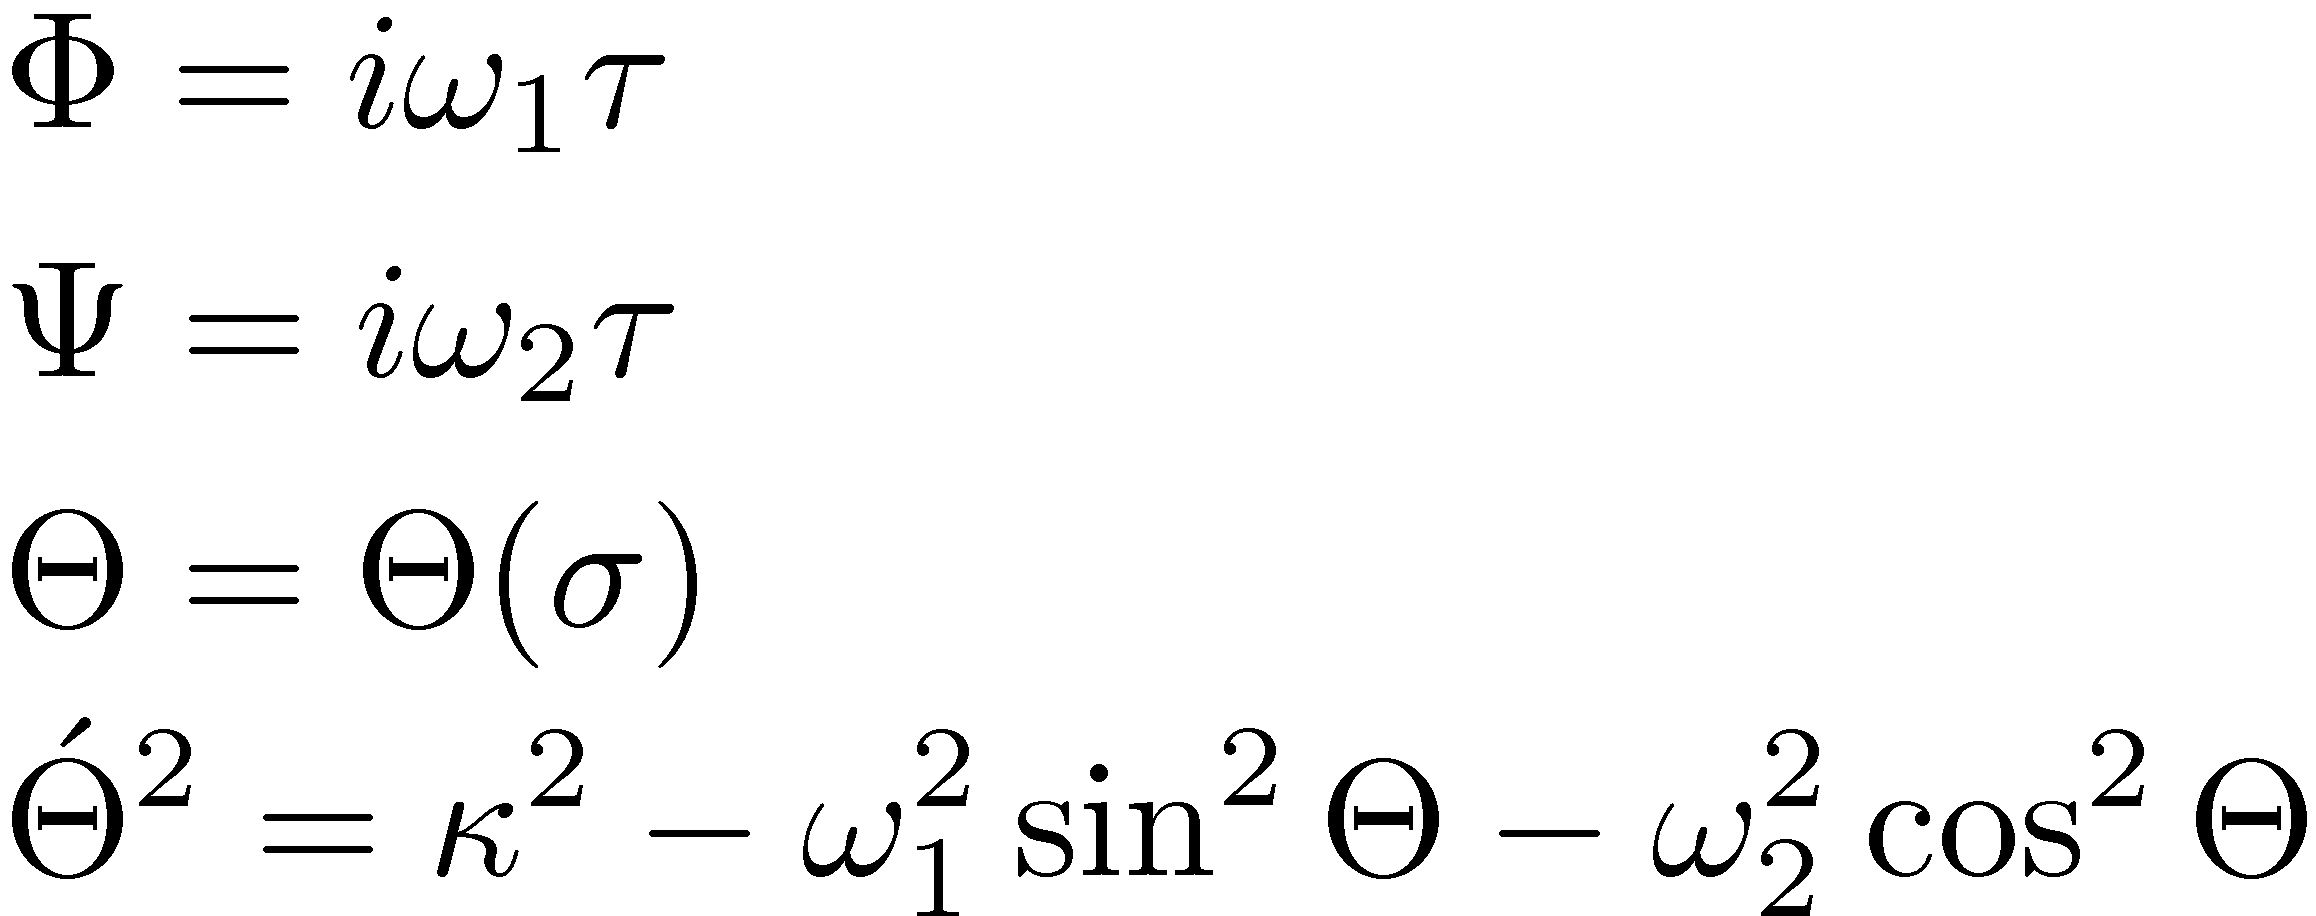 Φ = iω₁τ
Ψ = iω₂τ
Θ = Θ(σ)
Θ́² = κ² − ω₁² sin² Θ − ω₂² cos² Θ